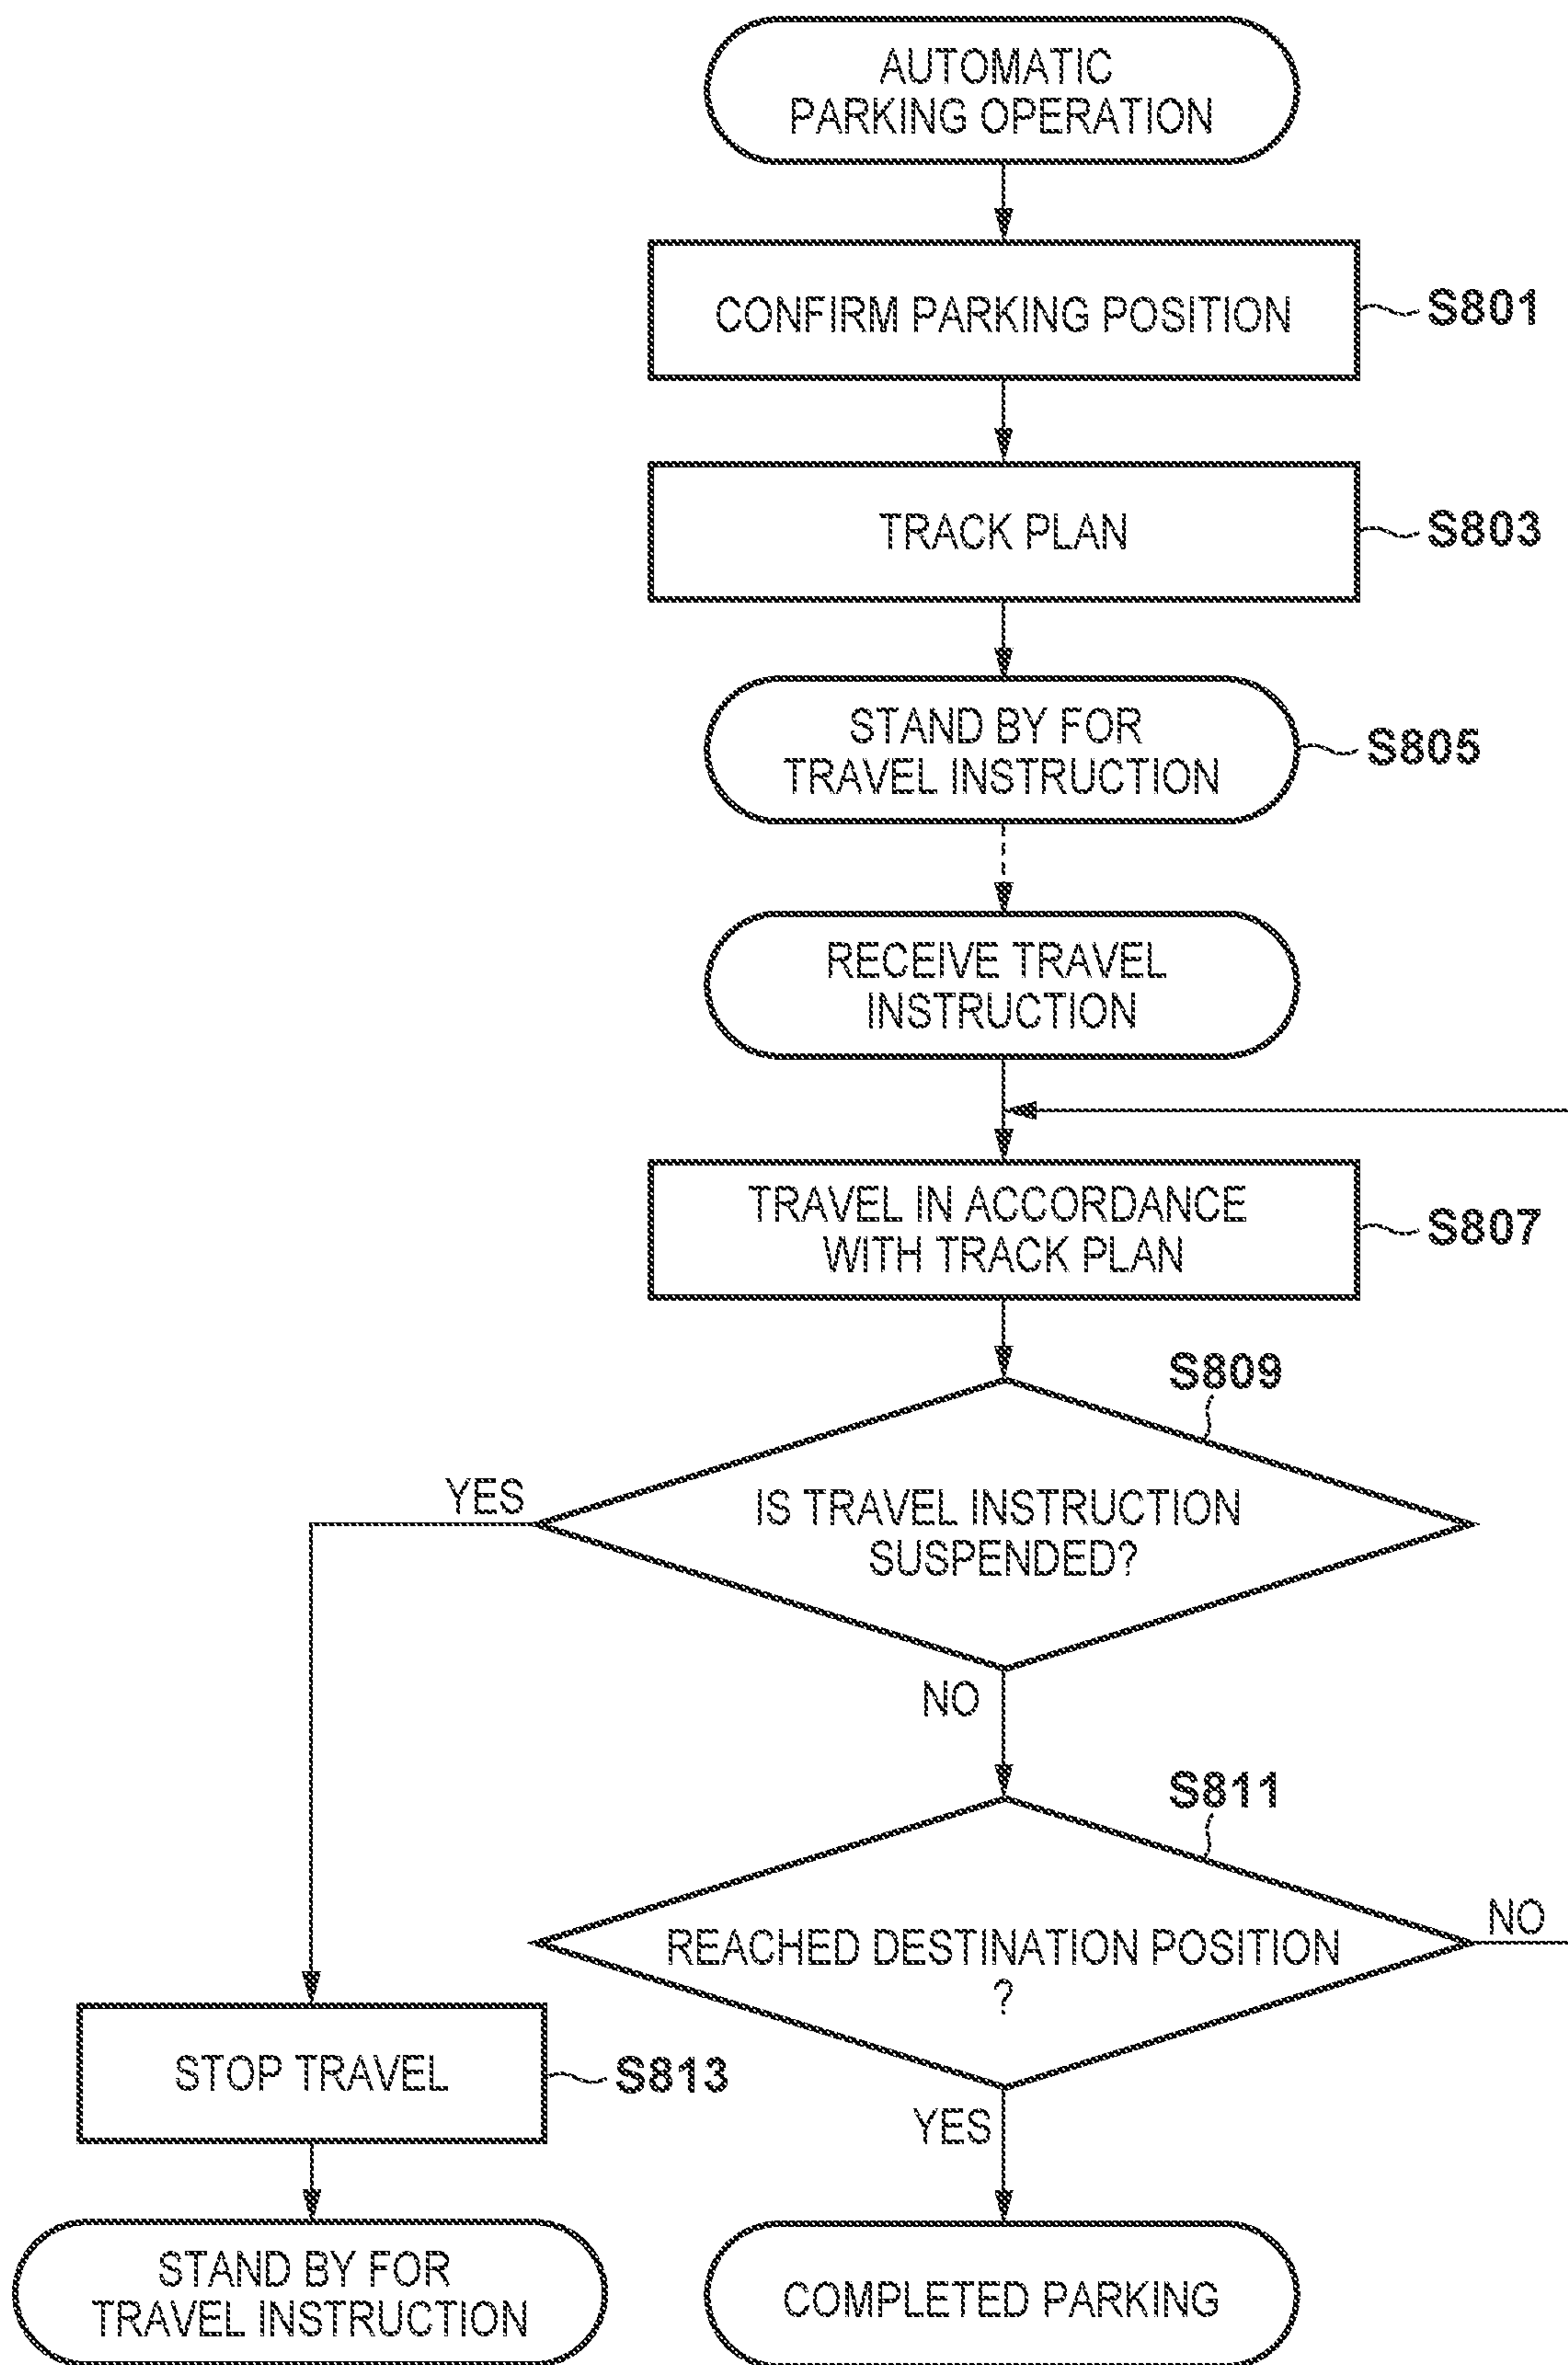 AUTOMATIC
PARKING OPERATION
CONFIRM PARKING POSITION
S801
TRACK PLAN
S803
STAND BY FOR
TRAVEL INSTRUCTION
S805
RECEIVE TRAVEL
INSTRUCTION
TRAVEL IN ACCORDANCE
WITH TRACK PLAN
S807
S809
YES
IS TRAVEL INSTRUCTION
SUSPENDED?
NO
S811
REACHED DESTINATION POSITION
?
NO
STOP TRAVEL
S813
YES
STAND BY FOR
TRAVEL INSTRUCTION
COMPLETED PARKING